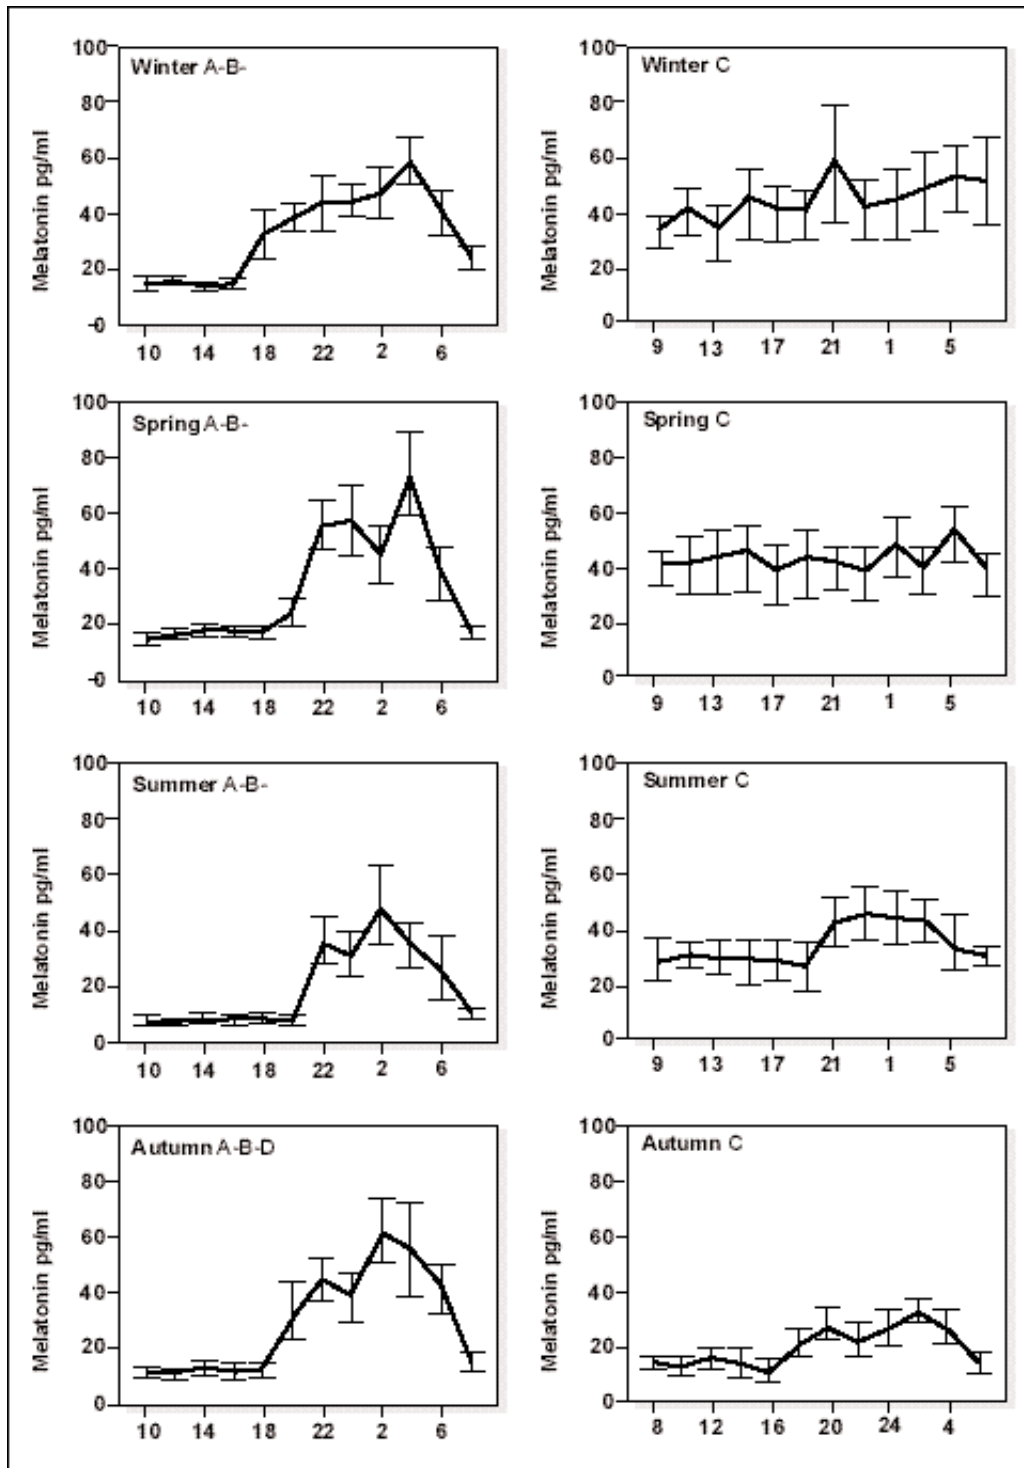 Winter A-B-
Melatonin pg/ml
100
80
60
40
20
-0
10 14 18 22 2 6
Winter C
Melatonin pg/ml
100
80
60
40
20
0
9 13 17 21 1 5
Spring A-B-
Melatonin pg/ml
100
80
60
40
20
-0
10 14 18 22 2 6
Spring C
Melatonin pg/ml
100
80
60
40
20
0
9 13 17 21 1 5
Summer A-B-
Melatonin pg/ml
100
80
60
40
20
0
10 14 18 22 2 6
Summer C
Melatonin pg/ml
100
80
60
40
20
0
9 13 17 21 1 5
Autumn A-B-D
Melatonin pg/ml
100
80
60
40
20
0
10 14 18 22 2 6
Autumn C
Melatonin pg/ml
100
80
60
40
20
0
8 12 16 20 24 4